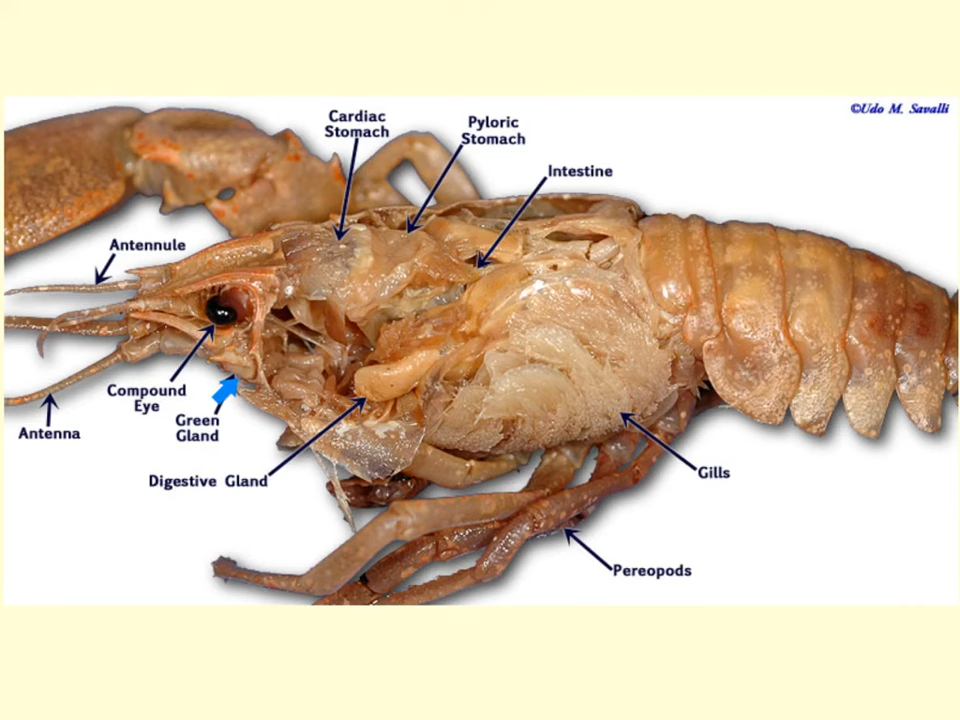 ©Udo M. Savalli
Cardiac
Stomach
Pyloric
Stomach
Intestine
Antennule
Compound
Eye
Green
Gland
Antenna
Digestive Gland
Gills
Pereopods